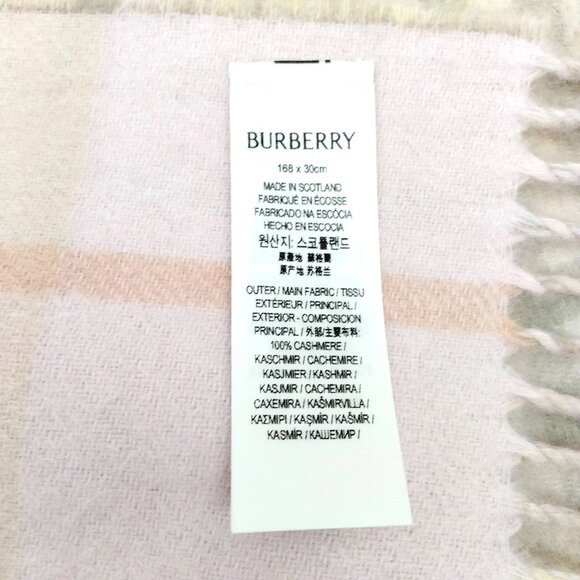 BURBERRY
168 x 30cm
MADE IN SCOTLAND
FABRIQUÉ EN ÉCOSSE
FABRICADO NA ESCÓCIA
HECHO EN ESCOCIA
원산지: 스코틀랜드
原產地 蘇格蘭
原产地 苏格兰
OUTER / MAIN FABRIC / TISSU
EXTÉRIEUR / PRINCIPAL /
EXTERIOR - COMPOSICION
PRINCIPAL / 外部/主要布料:
100% CASHMERE /
KASCHMIR / CACHEMIRE /
KASJMIER / KASHMIR /
KASJMIR / CACHEMIRA /
CAXEMIRA / KAŠMIRVILLA /
ΚΑΣΜΙΡΙ / KAŞMİR / KAŠMÍR /
KASMÍR / КАШЕМИР /